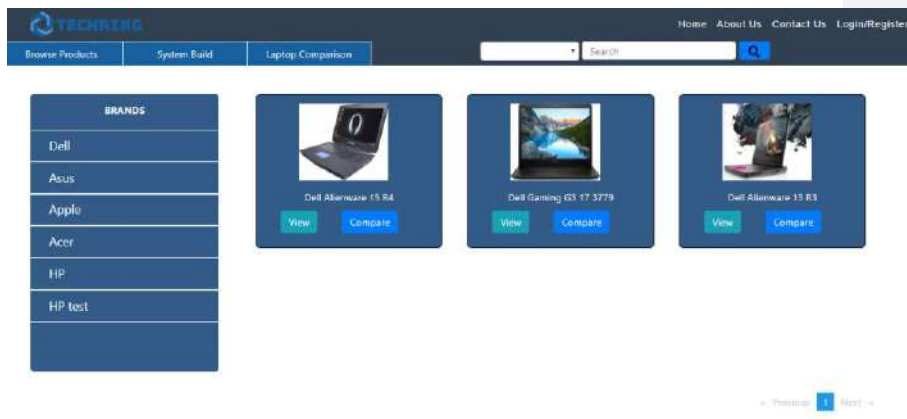 TECHRING
Home About Us Contact Us Login/Register
Browse Products System Build Laptop Comparison Search
BRANDS
Dell
Asus
Apple
Acer
HP
HP test
Dell Alienware 15 R4 Dell Gaming G3 17 3779 Dell Alienware 13 R3
View Compare View Compare View Compare
« Previous 1 Next »